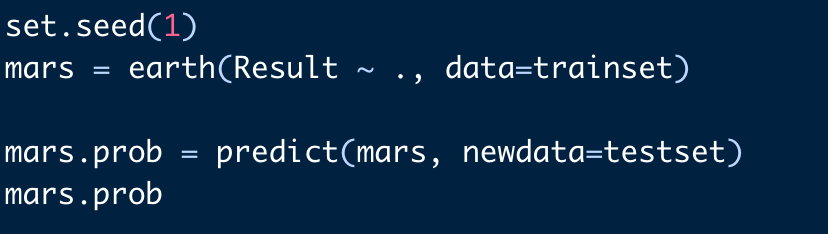 set.seed(1)
mars = earth(Result ~ ., data=trainset)
mars.prob = predict(mars, newdata=testset)
mars.prob